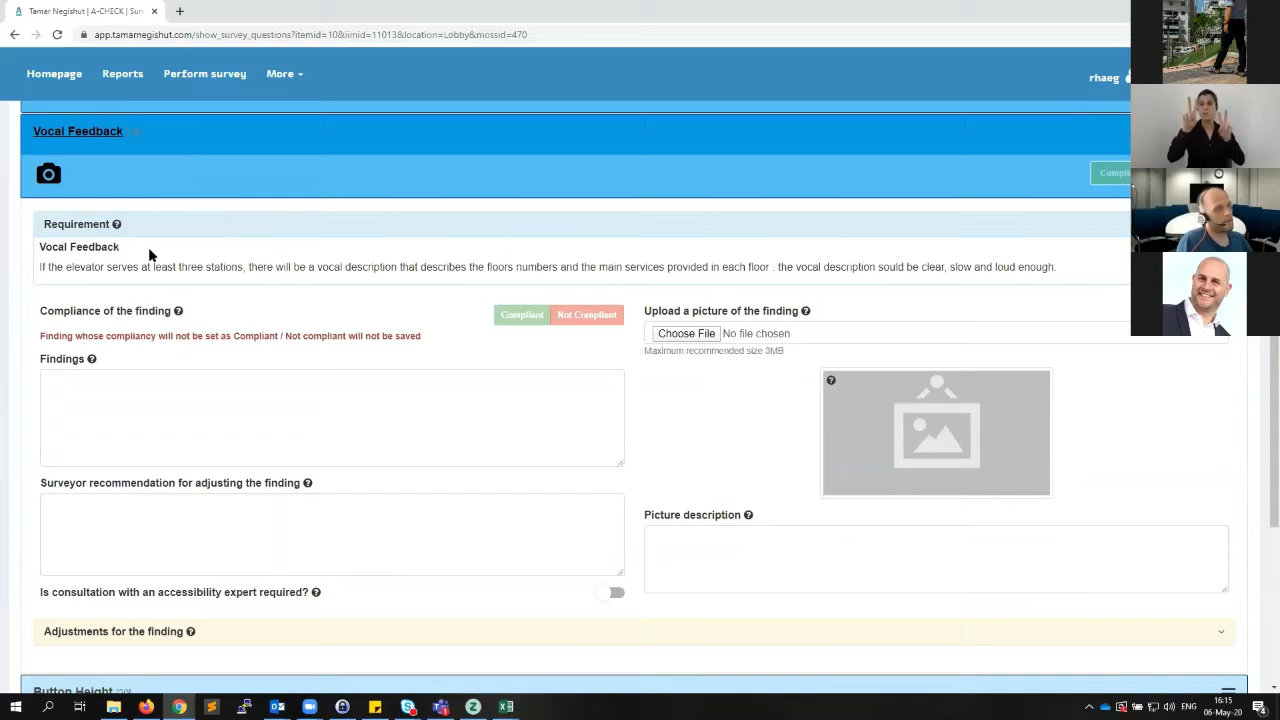 Tamar Negishut | A-CHECK | Sur
app.tamarnegishut.com/show_survey_questions?itemid=10&iimid=11013&location=Lobby
ssid=470
Homepage Reports Perform survey More
rhaeg
Vocal Feedback
Compli
Requirement
Vocal Feedback
If the elevator serves at least three stations, there will be a vocal description that describes the floors numbers and the main services provided in each floor . the vocal description sould be clear, slow and loud enough.
Compliance of the finding
Compliant Not Compliant
Upload a picture of the finding
Finding whose compliancy will not be set as Compliant / Not compliant will not be saved
Choose File No file chosen
Maximum recommended size 3MB
Findings
Surveyor recommendation for adjusting the finding
Picture description
Is consultation with an accessibility expert required?
Adjustments for the finding
Button Height (20)
16:15
06-May-20